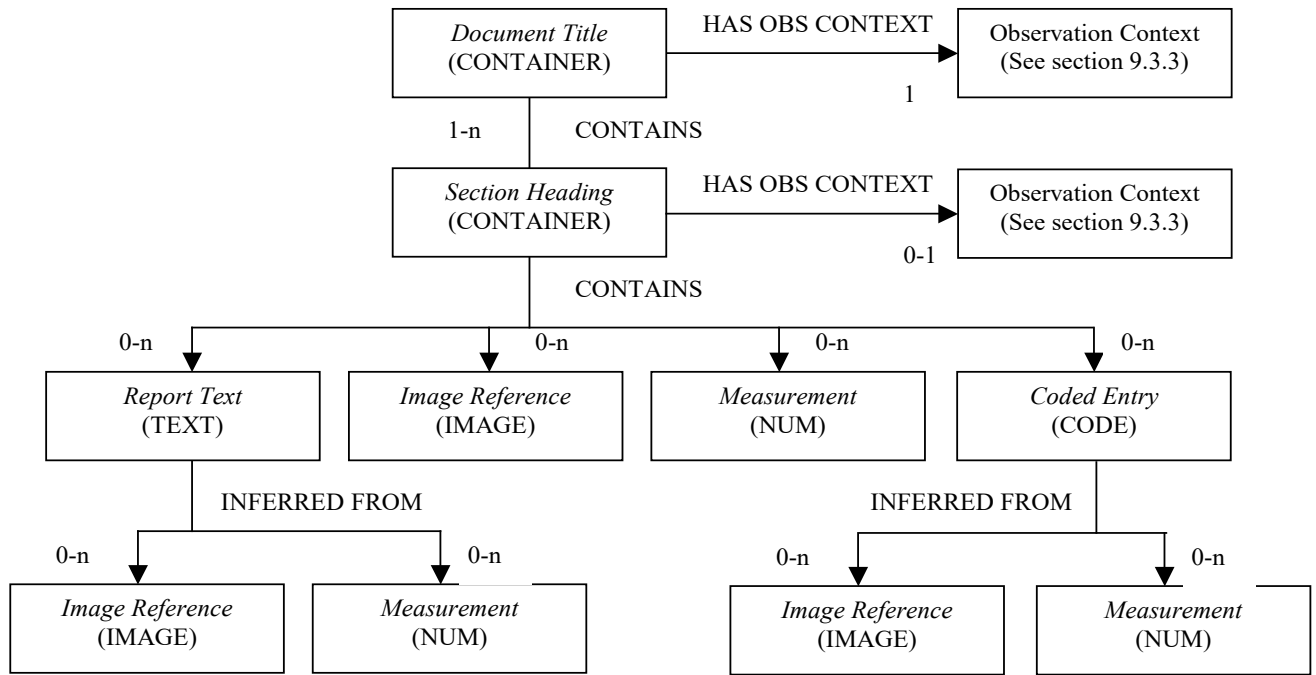 Document Title
(CONTAINER)
HAS OBS CONTEXT
1
Observation Context
(See section 9.3.3)
1-n
CONTAINS
Section Heading
(CONTAINER)
HAS OBS CONTEXT
0-1
Observation Context
(See section 9.3.3)
CONTAINS
0-n
0-n
0-n
0-n
Report Text
(TEXT)
Image Reference
(IMAGE)
Measurement
(NUM)
Coded Entry
(CODE)
INFERRED FROM
INFERRED FROM
0-n
0-n
0-n
0-n
Image Reference
(IMAGE)
Measurement
(NUM)
Image Reference
(IMAGE)
Measurement
(NUM)